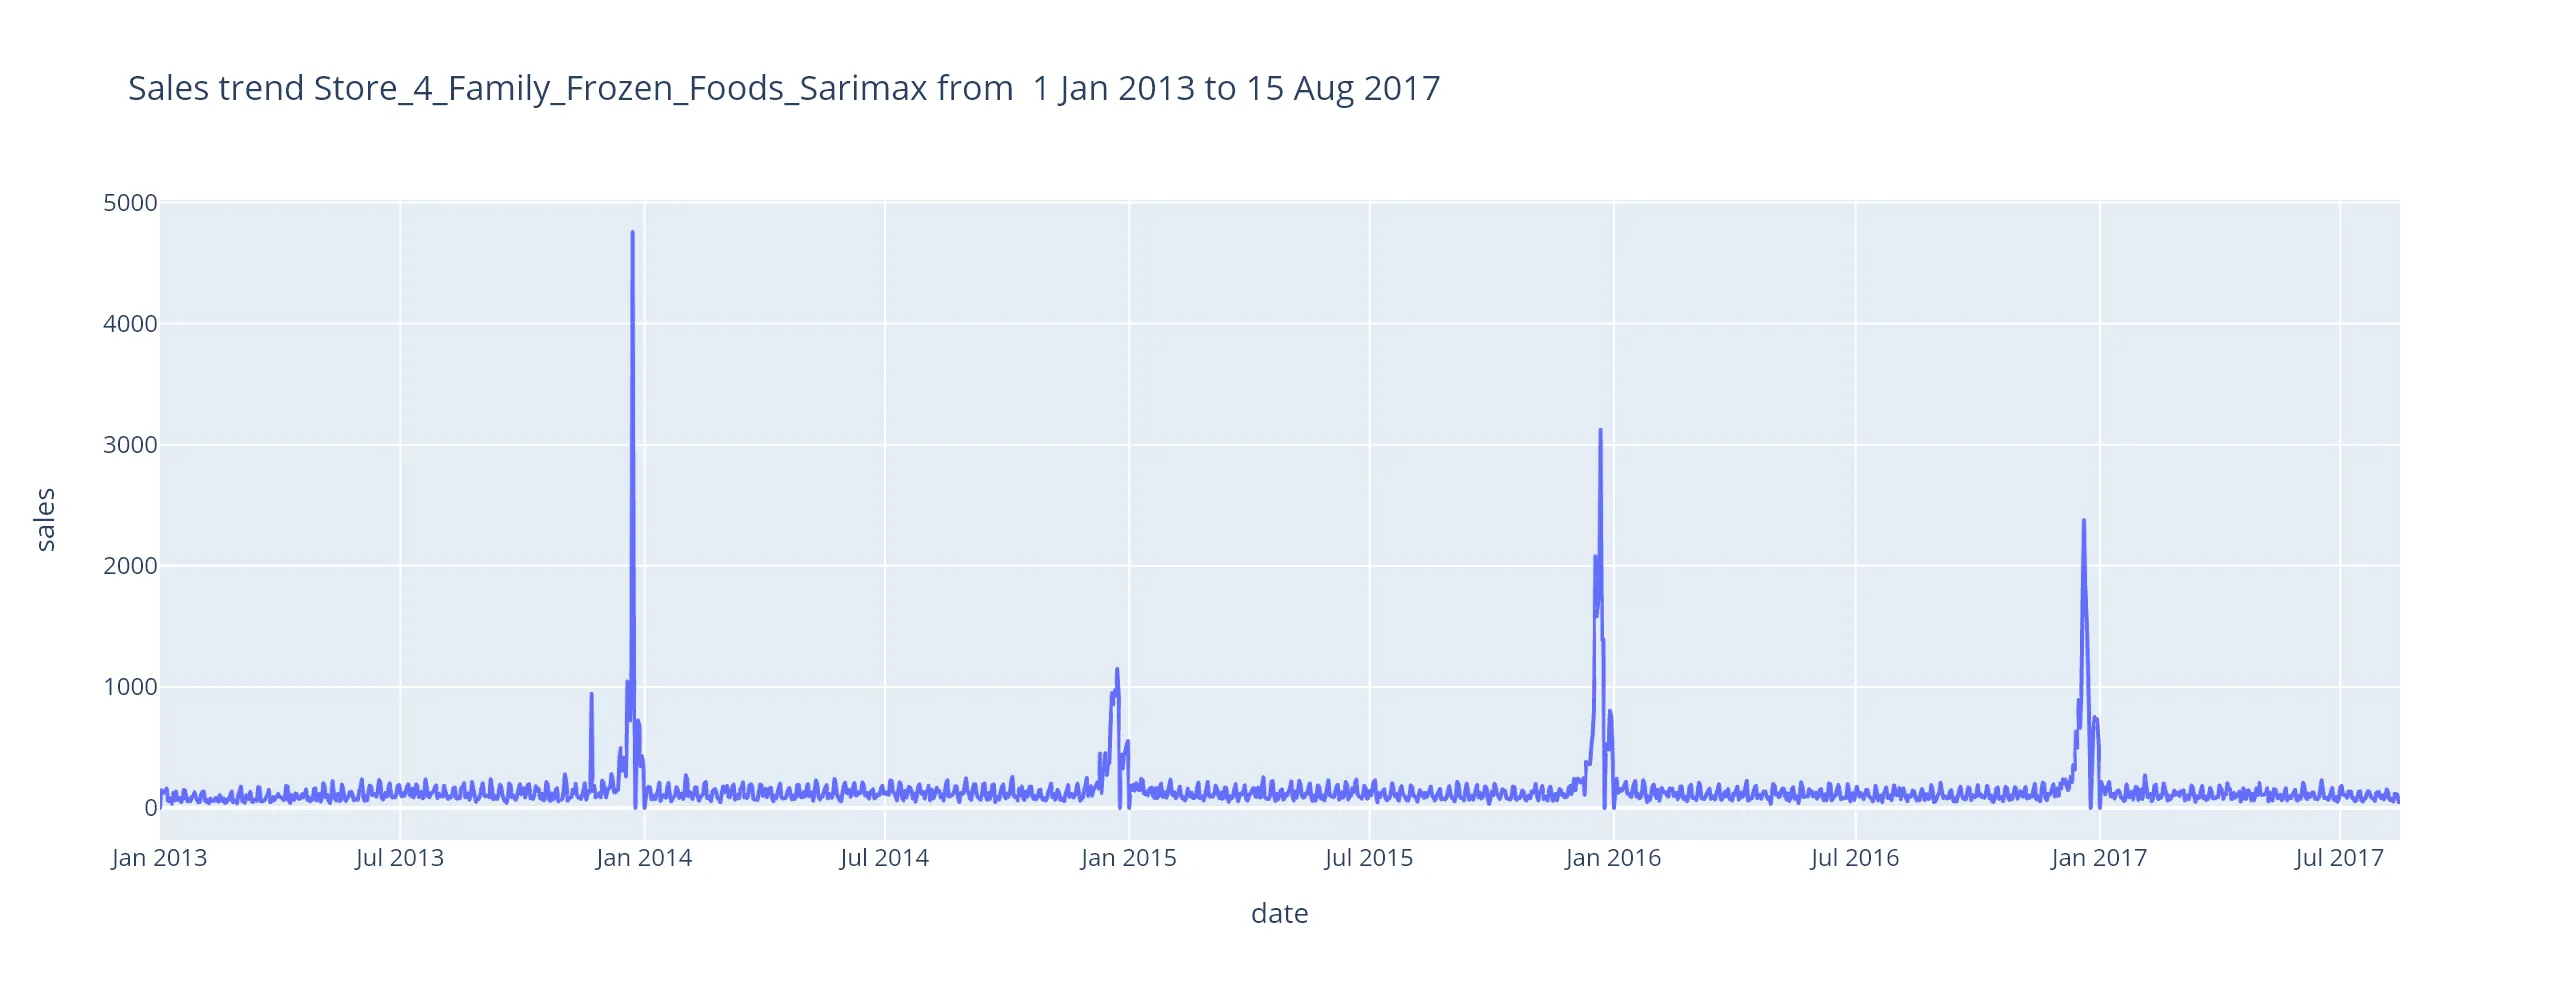 Sales trend Store_4_Family_Frozen_Foods_Sarimax from  1 Jan 2013 to 15 Aug 2017
5000
4000
3000
2000
1000
0
sales
Jan 2013 Jul 2013 Jan 2014 Jul 2014 Jan 2015 Jul 2015 Jan 2016 Jul 2016 Jan 2017 Jul 2017
date